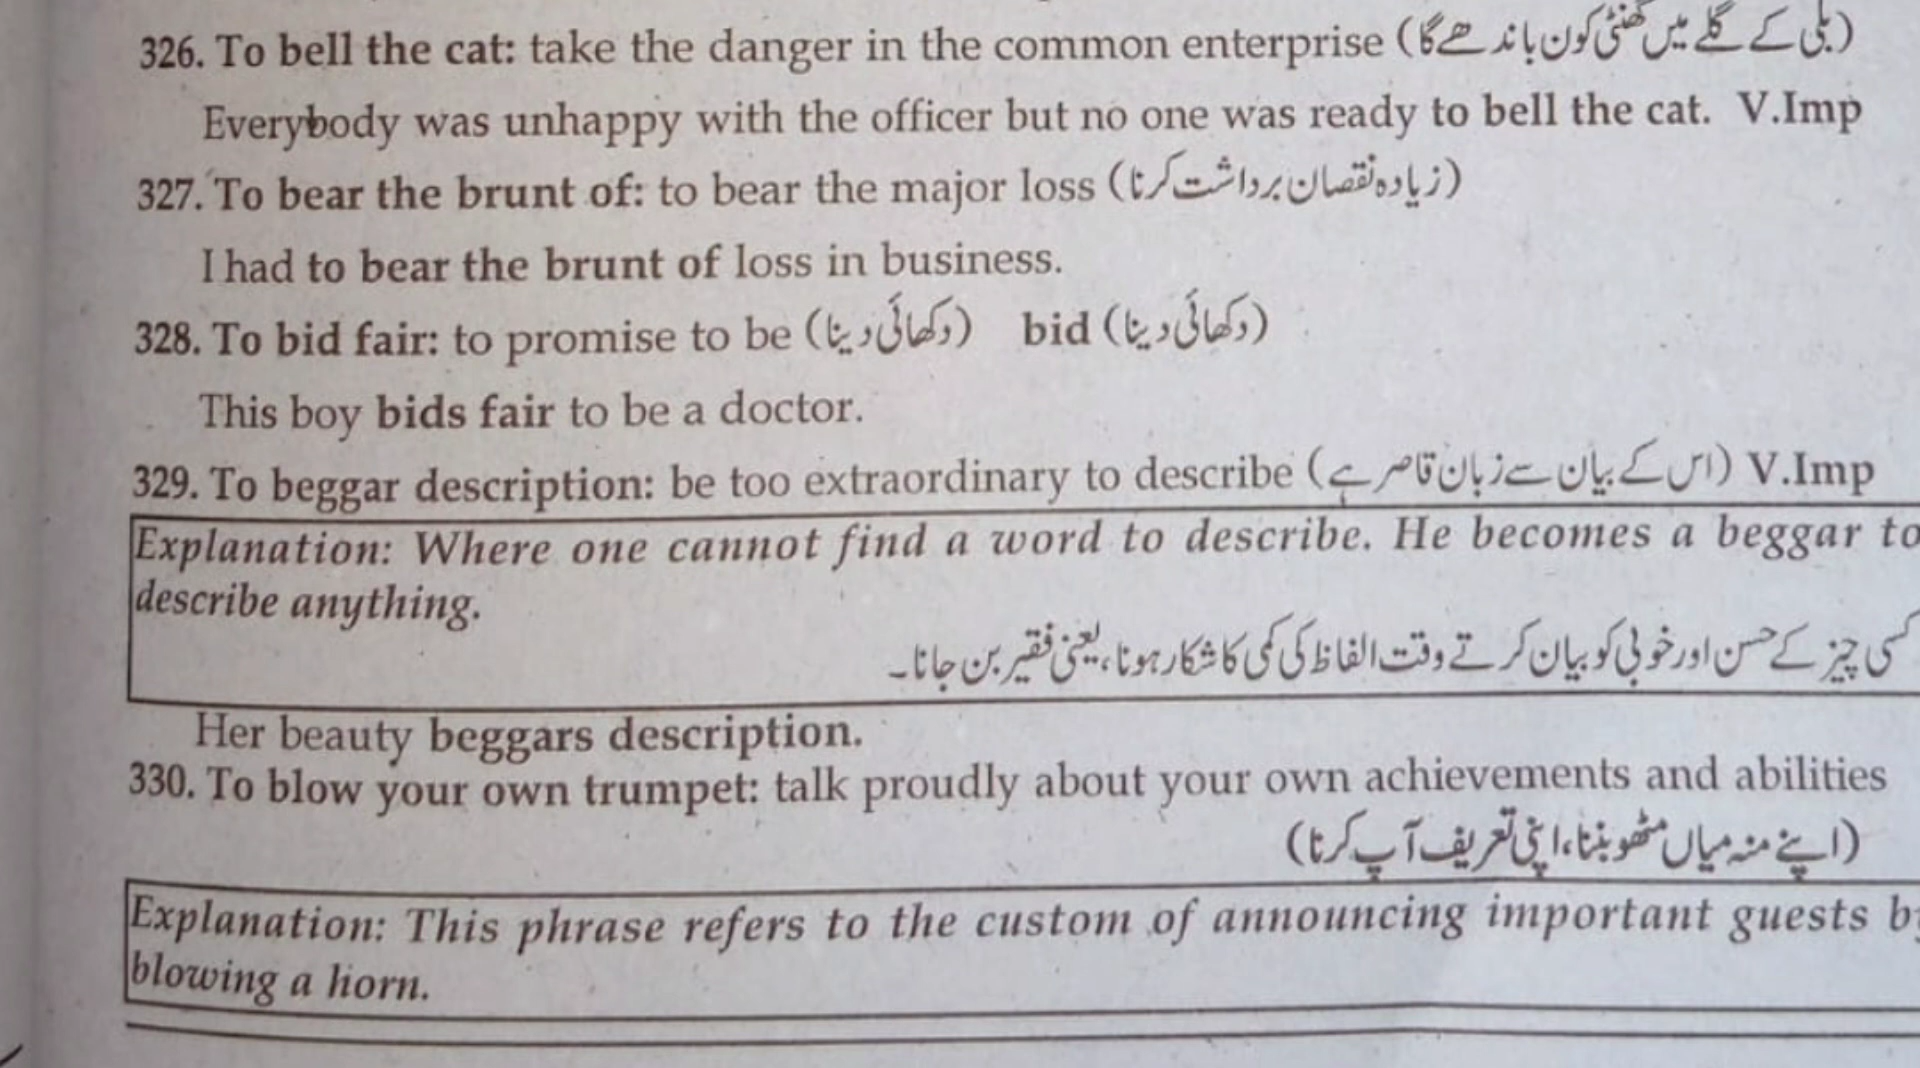 326. To bell the cat: take the danger in the common enterprise (بلی کے گلے میں گھنٹی کون باندھے گا)
Everybody was unhappy with the officer but no one was ready to bell the cat. V.Imp
327. To bear the brunt of: to bear the major loss (زیادہ نقصان برداشت کرنا)
I had to bear the brunt of loss in business.
328. To bid fair: to promise to be (دکھائی دینا) bid (دکھائی دینا)
This boy bids fair to be a doctor.
329. To beggar description: be too extraordinary to describe (اس کے بیان سے زبان قاصر ہے) V.Imp
Explanation: Where one cannot find a word to describe. He becomes a beggar to
describe anything.
کسی چیز کے حسن اور خوبی کو بیان کرتے وقت الفاظ کی کمی کا شکار ہونا، یعنی فقیر بن جانا۔
Her beauty beggars description.
330. To blow your own trumpet: talk proudly about your own achievements and abilities
(اپنے منہ میاں مٹھو بننا، اپنی تعریف آپ کرنا)
Explanation: This phrase refers to the custom of announcing important guests
blowing a horn.